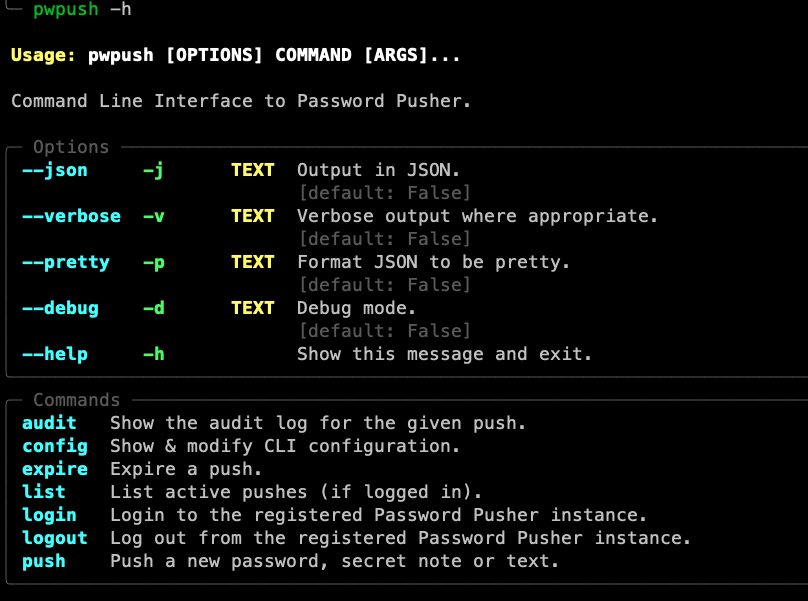 pwpush -h
Usage: pwpush [OPTIONS] COMMAND [ARGS]...
Command Line Interface to Password Pusher.
Options
--json -j TEXT Output in JSON.
[default: False]
--verbose -v TEXT Verbose output where appropriate.
[default: False]
--pretty -p TEXT Format JSON to be pretty.
[default: False]
--debug -d TEXT Debug mode.
[default: False]
--help -h Show this message and exit.
Commands
audit Show the audit log for the given push.
config Show & modify CLI configuration.
expire Expire a push.
list List active pushes (if logged in).
login Login to the registered Password Pusher instance.
logout Log out from the registered Password Pusher instance.
push Push a new password, secret note or text.